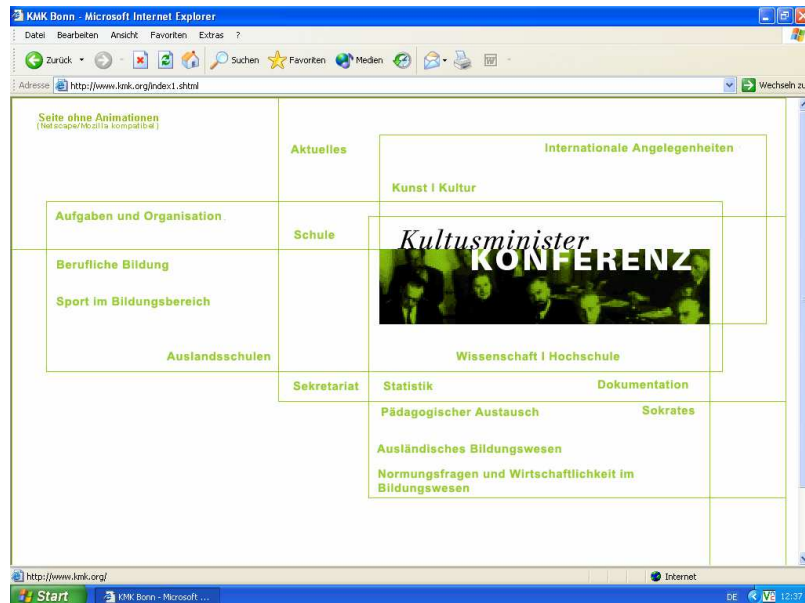 KMK Bonn - Microsoft Internet Explorer
Datei Bearbeiten Ansicht Favoriten Extras ?
Zurück Suchen Favoriten Medien
Adresse http://www.kmk.org/index1.shtml Wechseln zu
Seite ohne Animationen
(Netscape/Mozilla kompatibel)
Aktuelles
Internationale Angelegenheiten
Kunst I Kultur
Aufgaben und Organisation
Schule
Kultusminister
KONFERENZ
Berufliche Bildung
Sport im Bildungsbereich
Auslandsschulen
Wissenschaft I Hochschule
Sekretariat
Statistik
Dokumentation
Pädagogischer Austausch
Sokrates
Ausländisches Bildungswesen
Normungsfragen und Wirtschaftlichkeit im
Bildungswesen
http://www.kmk.org/ Internet
Start KMK Bonn - Microsoft ... DE 12:37